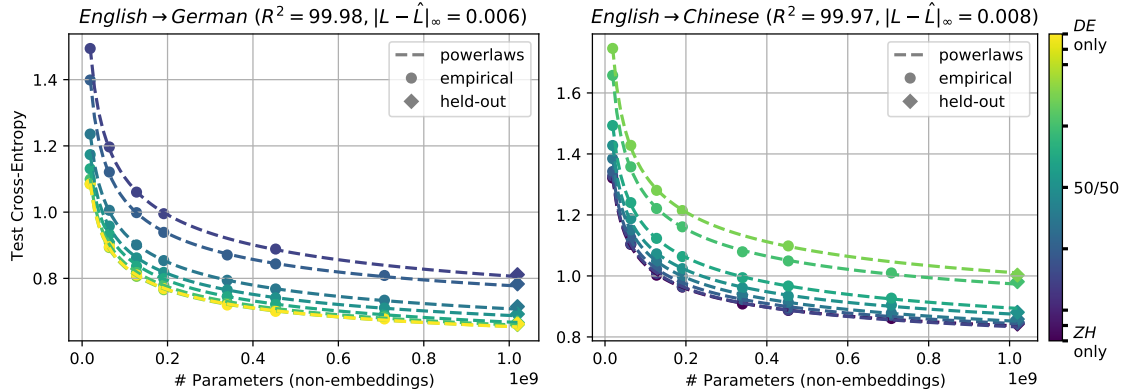 English → German (R² = 99.98, |L − L̂|∞ = 0.006)
English → Chinese (R² = 99.97, |L − L̂|∞ = 0.008)
Test Cross-Entropy
1.4
1.2
1.0
0.8
powerlaws
empirical
held-out
0.0 0.2 0.4 0.6 0.8 1.0
1e9
# Parameters (non-embeddings)
1.6
1.4
1.2
1.0
0.8
powerlaws
empirical
held-out
0.0 0.2 0.4 0.6 0.8 1.0
1e9
# Parameters (non-embeddings)
DE
only
50/50
ZH
only